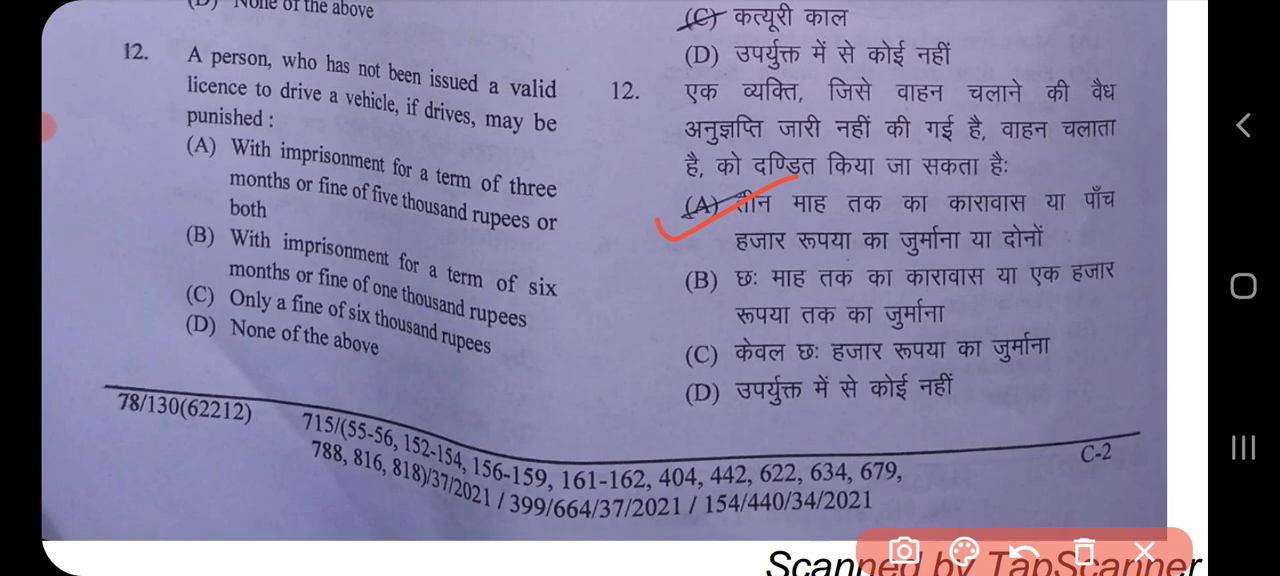 (D) None of the above
12. A person, who has not been issued a valid
licence to drive a vehicle, if drives, may be
punished :
(A) With imprisonment for a term of three
months or fine of five thousand rupees or
both
(B) With imprisonment for a term of six
months or fine of one thousand rupees
(C) Only a fine of six thousand rupees
(D) None of the above
(C) कत्यूरी काल
(D) उपर्युक्त में से कोई नहीं
12. एक व्यक्ति, जिसे वाहन चलाने की वैध
अनुज्ञप्ति जारी नहीं की गई है, वाहन चलाता
है, को दण्डित किया जा सकता हैः
(A) तीन माह तक का कारावास या पाँच
हजार रूपया का जुर्माना या दोनों
(B) छः माह तक का कारावास या एक हजार
रूपया तक का जुर्माना
(C) केवल छः हजार रूपया का जुर्माना
(D) उपर्युक्त में से कोई नहीं
78/130(62212)
715/(55-56, 152-154, 156-159, 161-162, 404, 442, 622, 634, 679,
788, 816, 818)/37/2021 / 399/664/37/2021 / 154/440/34/2021
C-2
Scanned by TapScanner